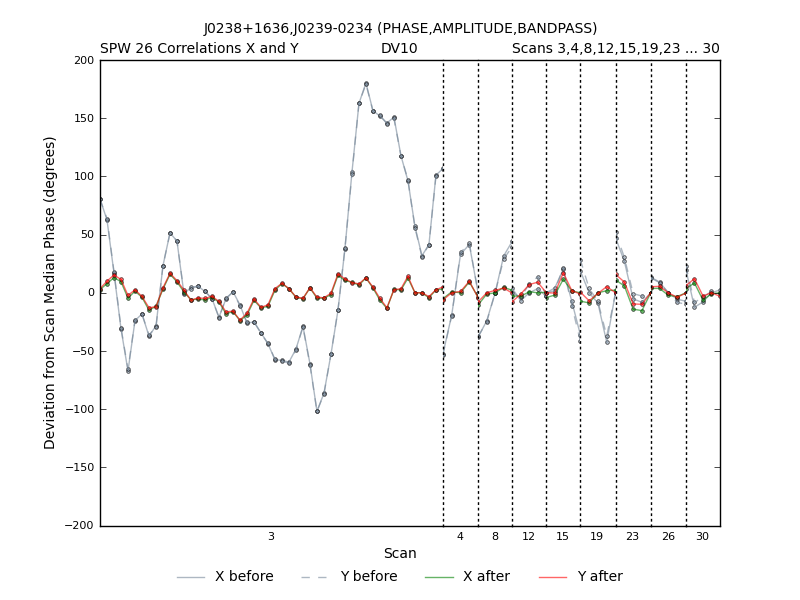 J0238+1636,J0239-0234 (PHASE,AMPLITUDE,BANDPASS)
SPW 26 Correlations X and Y DV10 Scans 3,4,8,12,15,19,23 ... 30
200
150
100
50
0
−50
−100
−150
−200
Deviation from Scan Median Phase (degrees)
3 4 8 12 15 19 23 26 30
Scan
X before Y before X after Y after